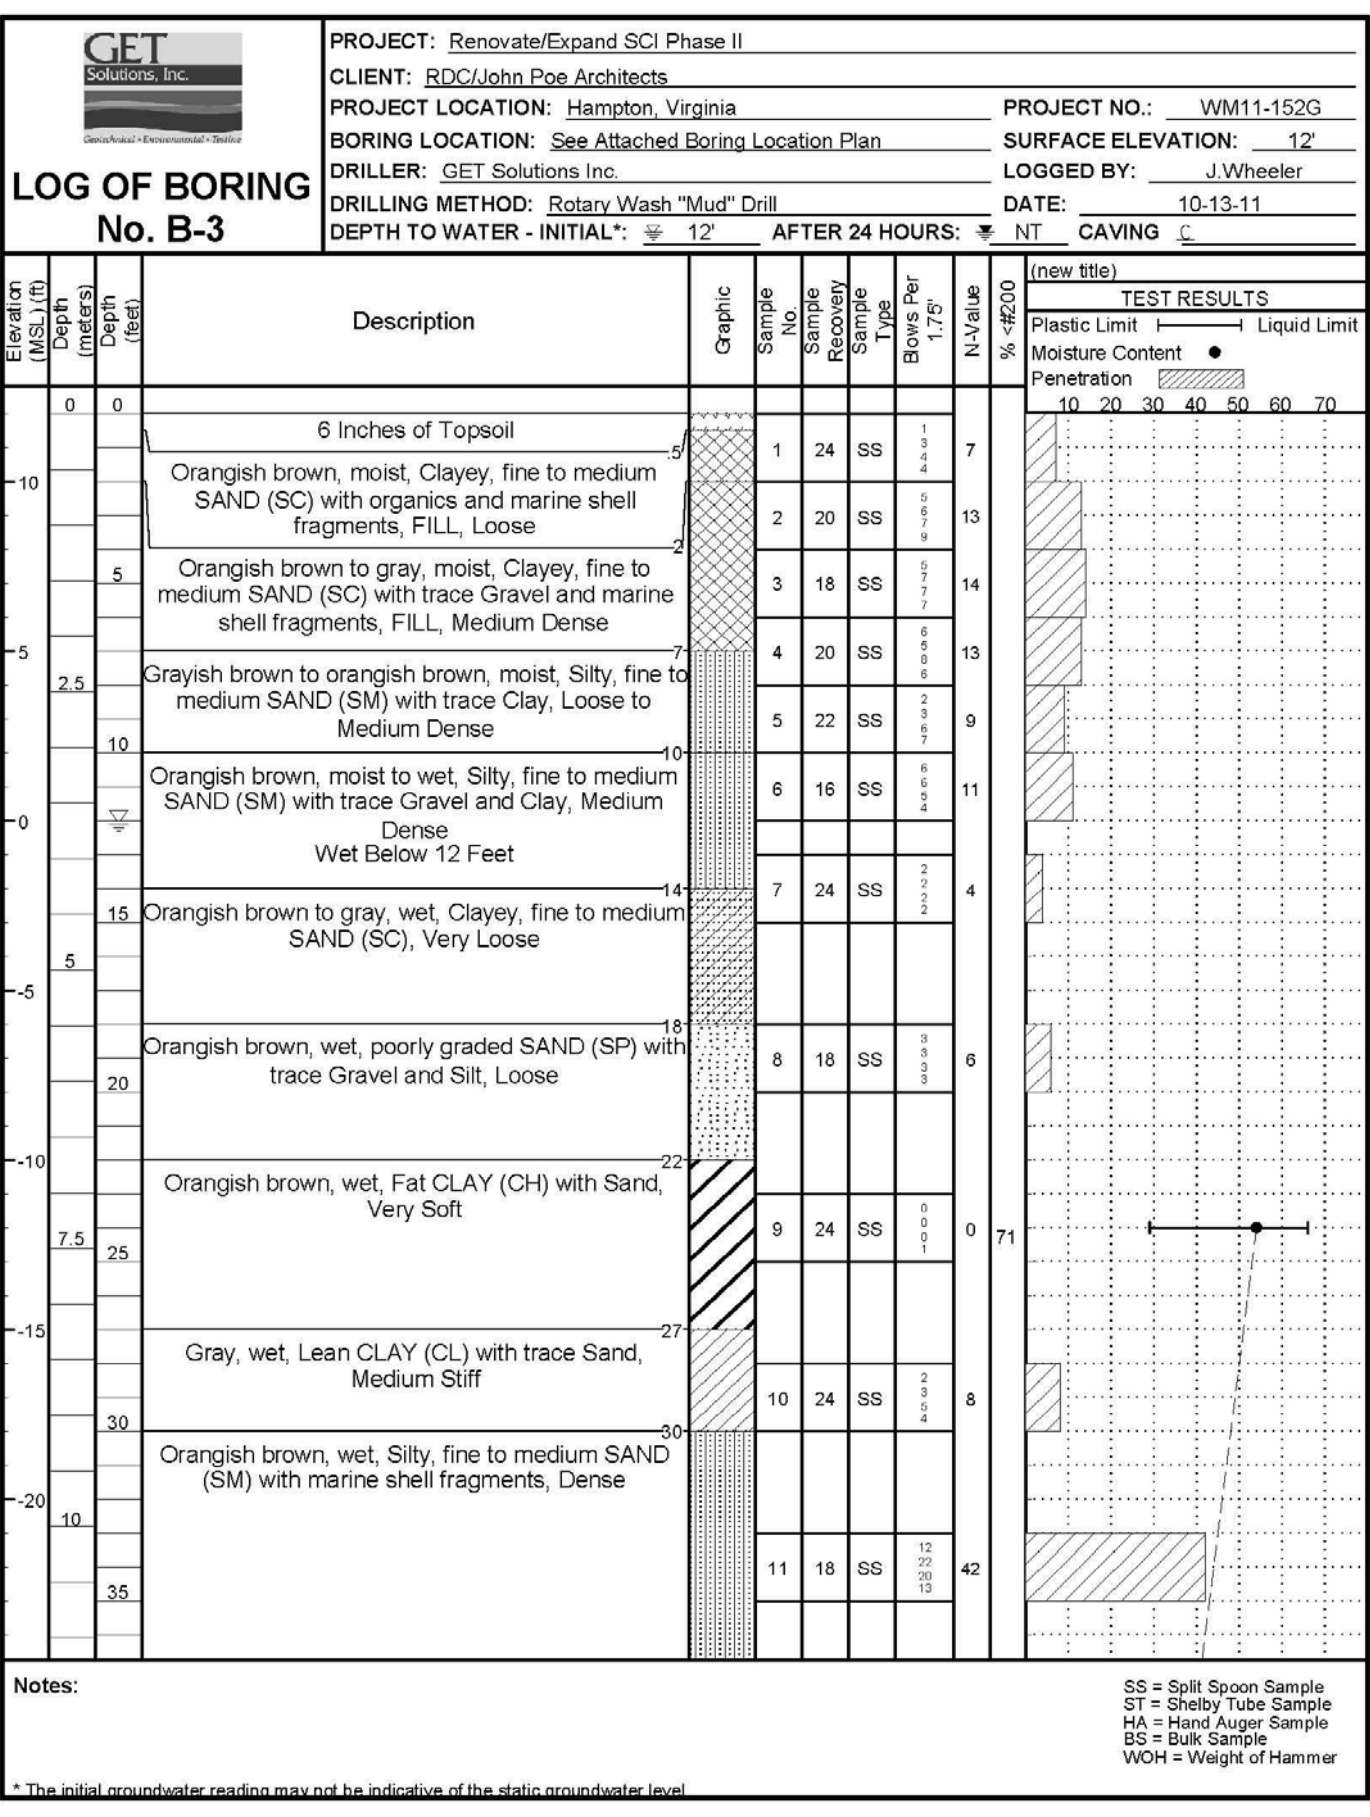 GET
Solutions, Inc.
Geotechnical • Environmental • Testing
LOG OF BORING
No. B-3
PROJECT: Renovate/Expand SCI Phase II
CLIENT: RDC/John Poe Architects
PROJECT LOCATION: Hampton, Virginia PROJECT NO.: WM11-152G
BORING LOCATION: See Attached Boring Location Plan SURFACE ELEVATION: 12'
DRILLER: GET Solutions Inc. LOGGED BY: J.Wheeler
DRILLING METHOD: Rotary Wash "Mud" Drill DATE: 10-13-11
DEPTH TO WATER - INITIAL*: 12' AFTER 24 HOURS: NT CAVING C
Elevation (MSL) (ft)
Depth (meters)
Depth (feet)
Description
Graphic
Sample No.
Sample Recovery
Sample Type
Blows Per 1.75"
N-Value
% <#200
(new title)
TEST RESULTS
Plastic Limit Liquid Limit
Moisture Content
Penetration
10 20 30 40 50 60 70
0 0
6 Inches of Topsoil
.5
1 24 SS 1 3 4 4 7
10
Orangish brown, moist, Clayey, fine to medium
SAND (SC) with organics and marine shell
fragments, FILL, Loose
2
2 20 SS 5 6 7 9 13
5
Orangish brown to gray, moist, Clayey, fine to
medium SAND (SC) with trace Gravel and marine
shell fragments, FILL, Medium Dense
7
3 18 SS 5 7 7 7 14
5
4 20 SS 6 5 8 6 13
2.5
Grayish brown to orangish brown, moist, Silty, fine to
medium SAND (SM) with trace Clay, Loose to
Medium Dense
10
5 22 SS 2 3 6 7 9
10
Orangish brown, moist to wet, Silty, fine to medium
SAND (SM) with trace Gravel and Clay, Medium
Dense
Wet Below 12 Feet
14
6 16 SS 6 6 5 4 11
0
7 24 SS 2 2 2 2 4
15
Orangish brown to gray, wet, Clayey, fine to medium
SAND (SC), Very Loose
18
5
-5
Orangish brown, wet, poorly graded SAND (SP) with
trace Gravel and Silt, Loose
22
8 18 SS 3 3 3 3 6
20
-10
Orangish brown, wet, Fat CLAY (CH) with Sand,
Very Soft
27
9 24 SS 0 0 0 1 0 71
7.5
25
-15
Gray, wet, Lean CLAY (CL) with trace Sand,
Medium Stiff
30
10 24 SS 2 3 5 4 8
30
Orangish brown, wet, Silty, fine to medium SAND
(SM) with marine shell fragments, Dense
-20
10
11 18 SS 12 22 20 13 42
35
Notes:
SS = Split Spoon Sample
ST = Shelby Tube Sample
HA = Hand Auger Sample
BS = Bulk Sample
WOH = Weight of Hammer
* The initial groundwater reading may not be indicative of the static groundwater level